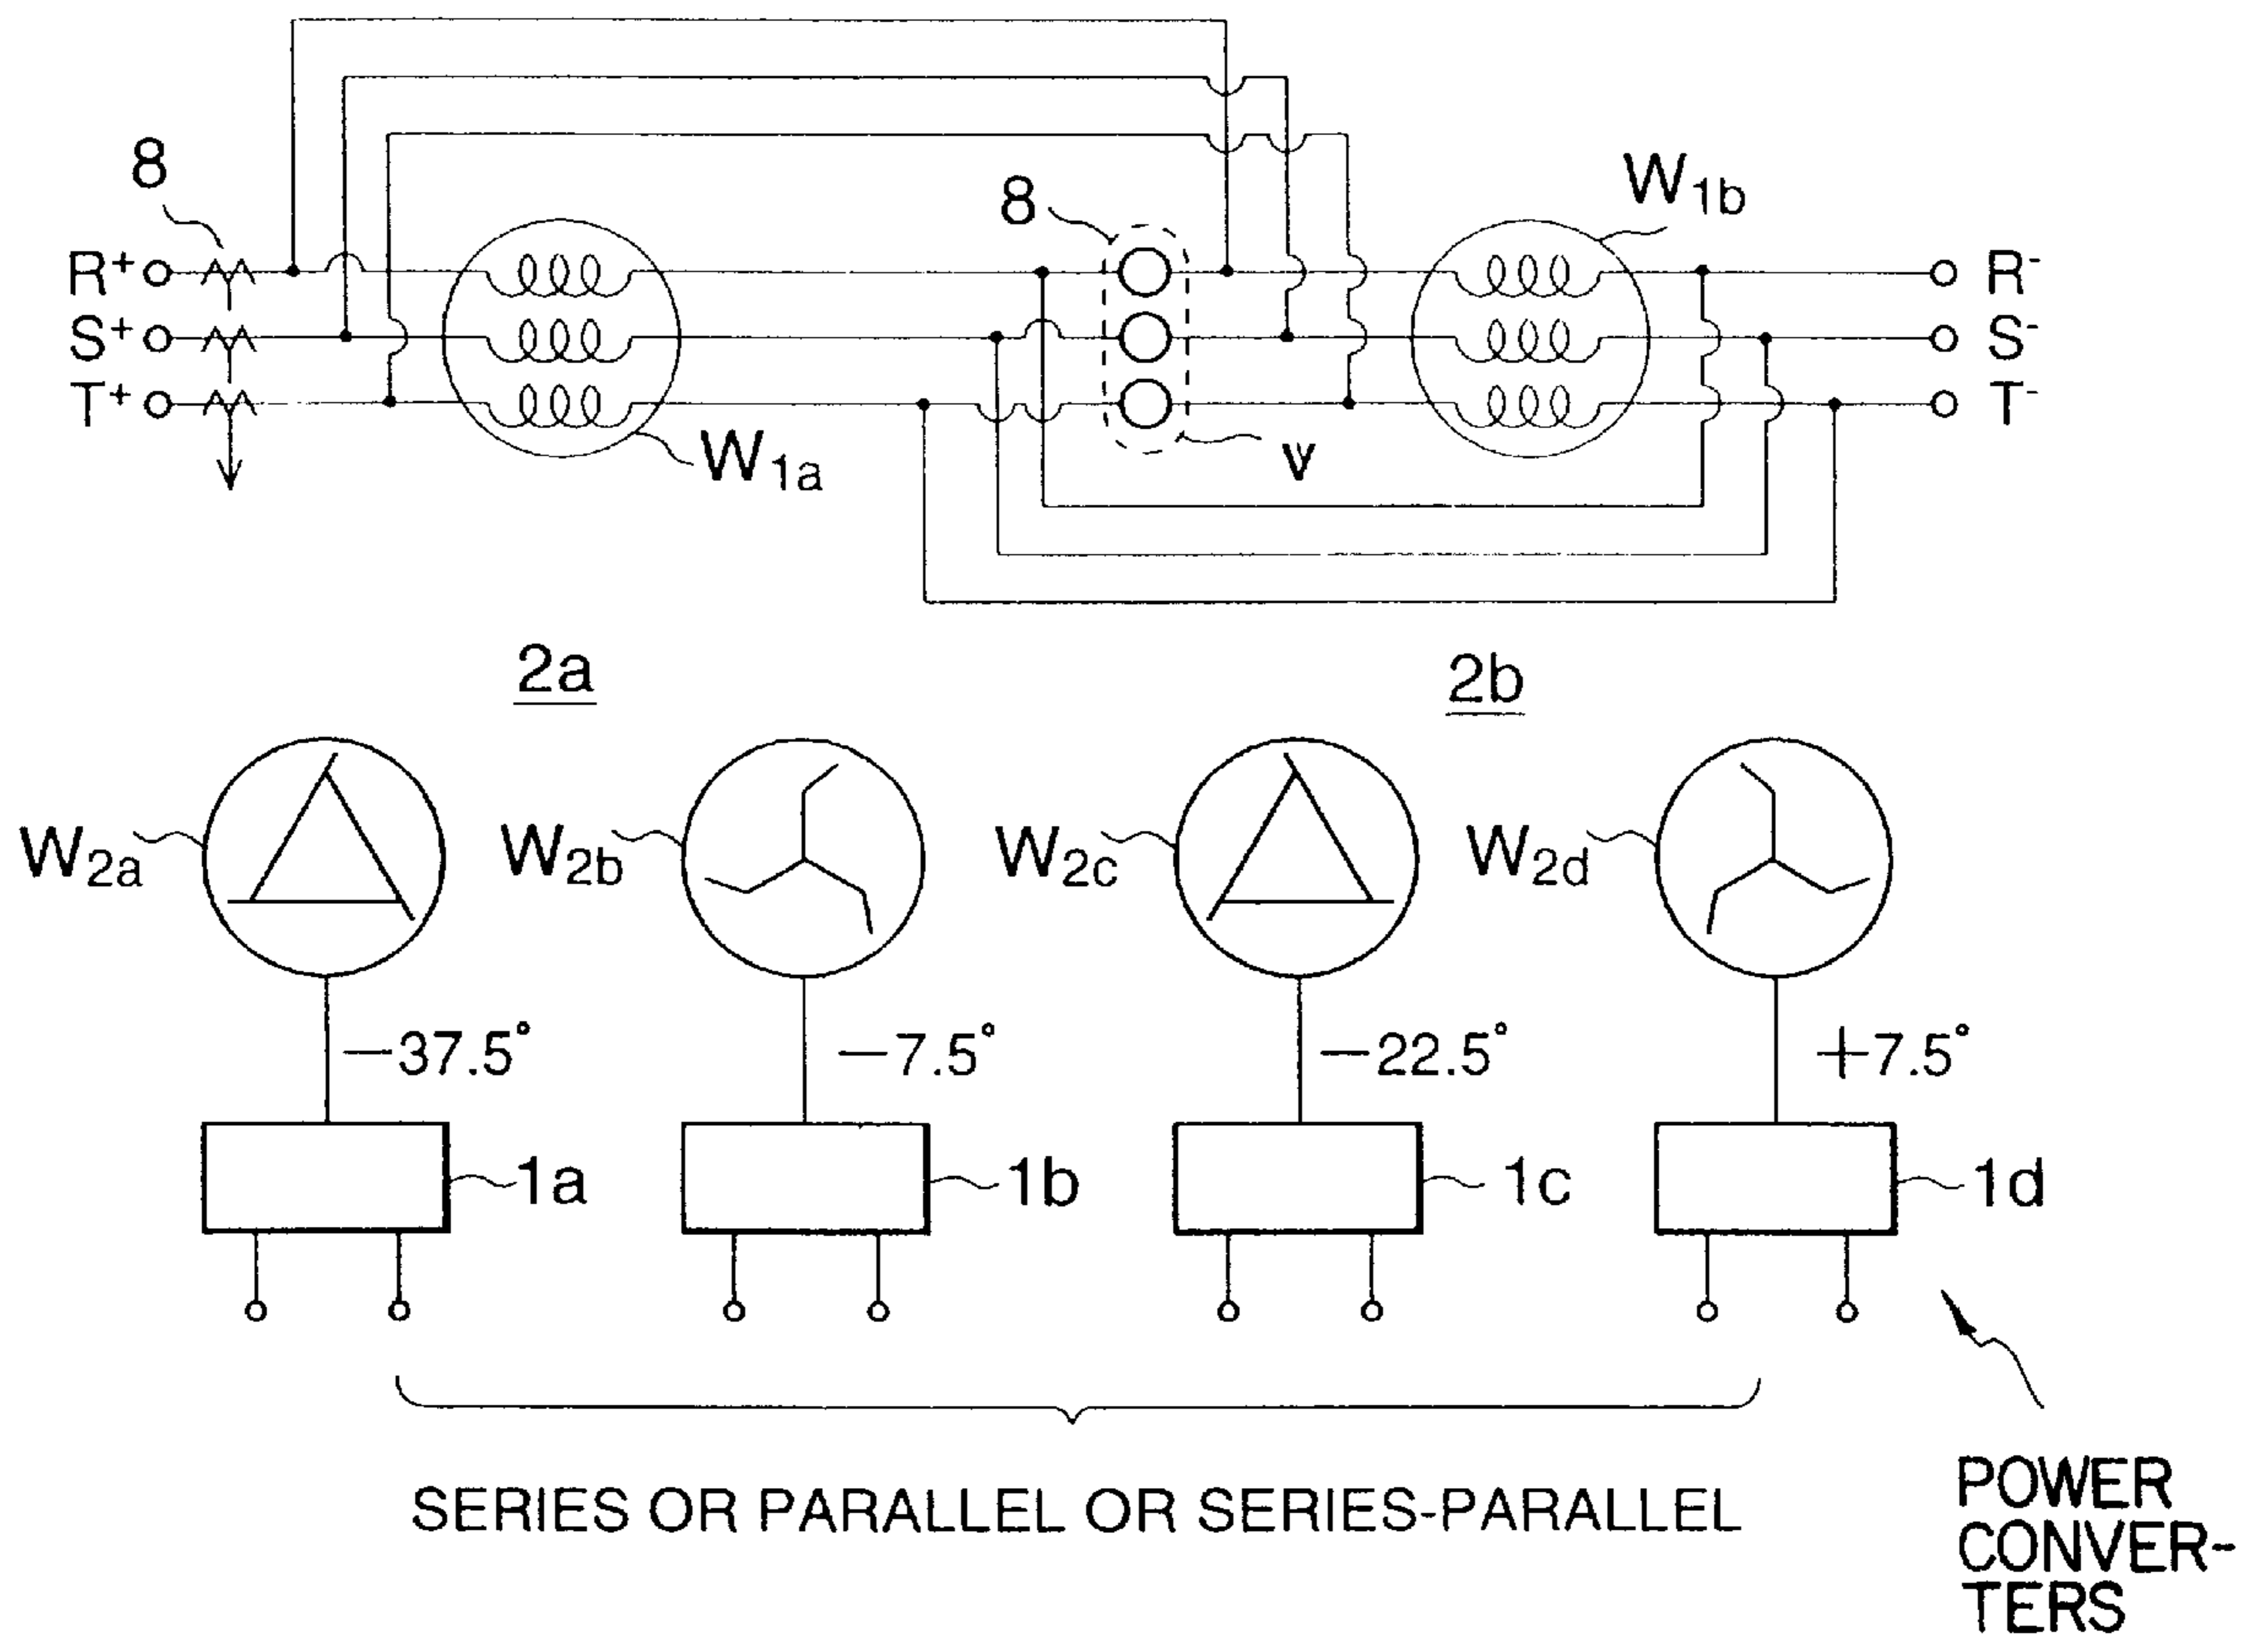 8
8
W1b
R+
R-
S+
S-
T+
T-
W1a
v
2a
2b
W2a
W2b
W2c
W2d
−37.5°
−7.5°
−22.5°
+7.5°
1a
1b
1c
1d
SERIES OR PARALLEL OR SERIES-PARALLEL
POWER
CONVER-
TERS